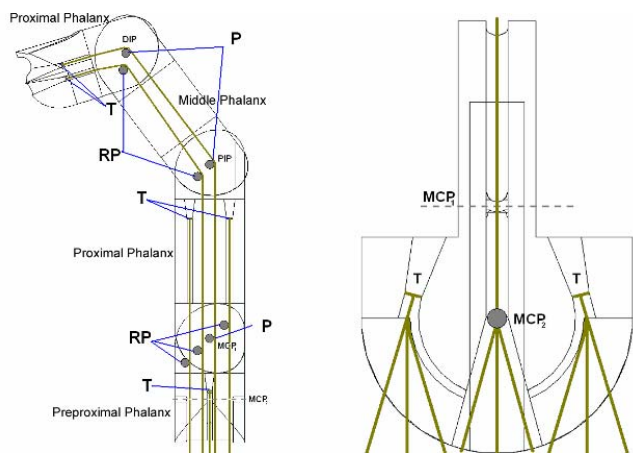 Proximal Phalanx
DIP
P
Middle Phalanx
T
RP
PIP
T
Proximal Phalanx
RP
P
MCP1
T
MCP2
Preproximal Phalanx
MCP1
T
T
MCP2